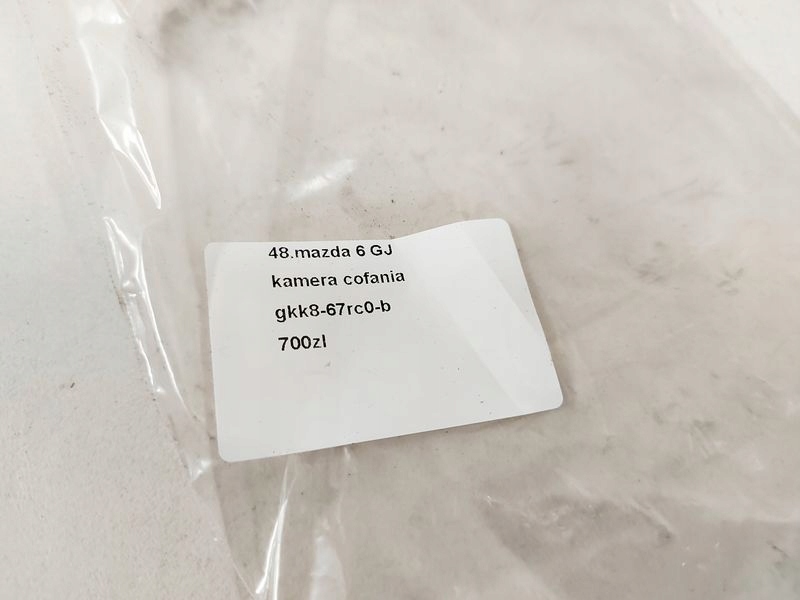 48.mazda 6 GJ
kamera cofania
gkk8-67rc0-b
700zl